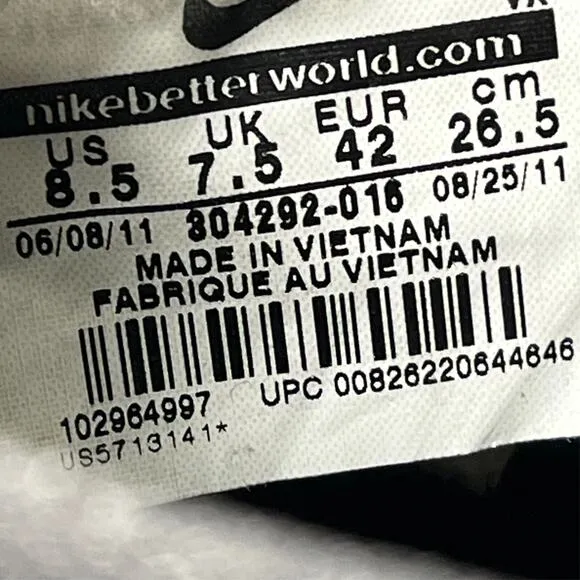 nikebetterworld.com
US UK EUR cm
8.5 7.5 42 26.5
06/08/11 304292-016 08/25/11
MADE IN VIETNAM
FABRIQUE AU VIETNAM
102964997 UPC 00826220644646
US5713141*